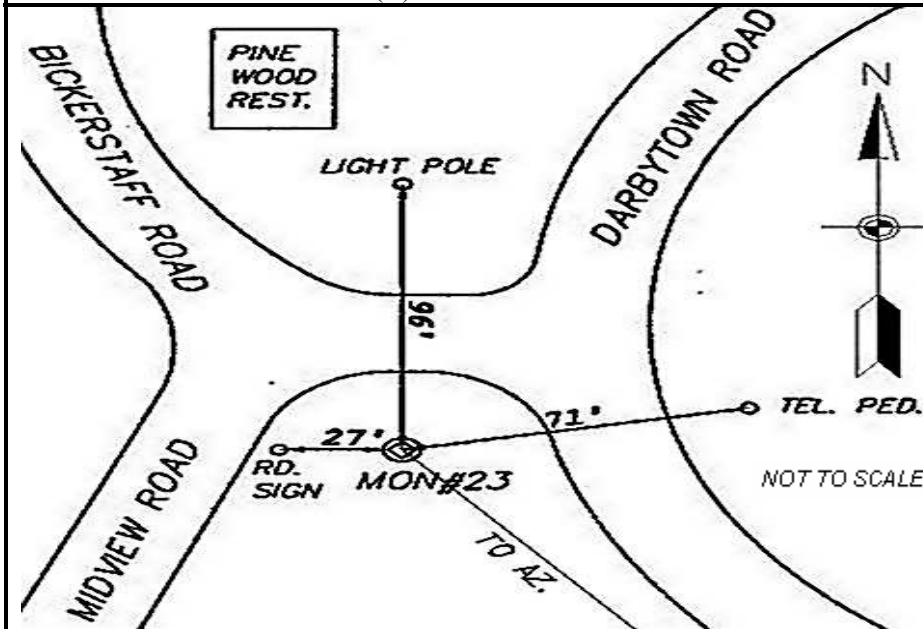 PINE
WOOD
REST.
BICKERSTAFF ROAD
DARBYTOWN ROAD
N
LIGHT POLE
96'
TEL. PED.
71'
27'
RD.
SIGN
MON#23
NOT TO SCALE
MIDVIEW ROAD
TO AZ.